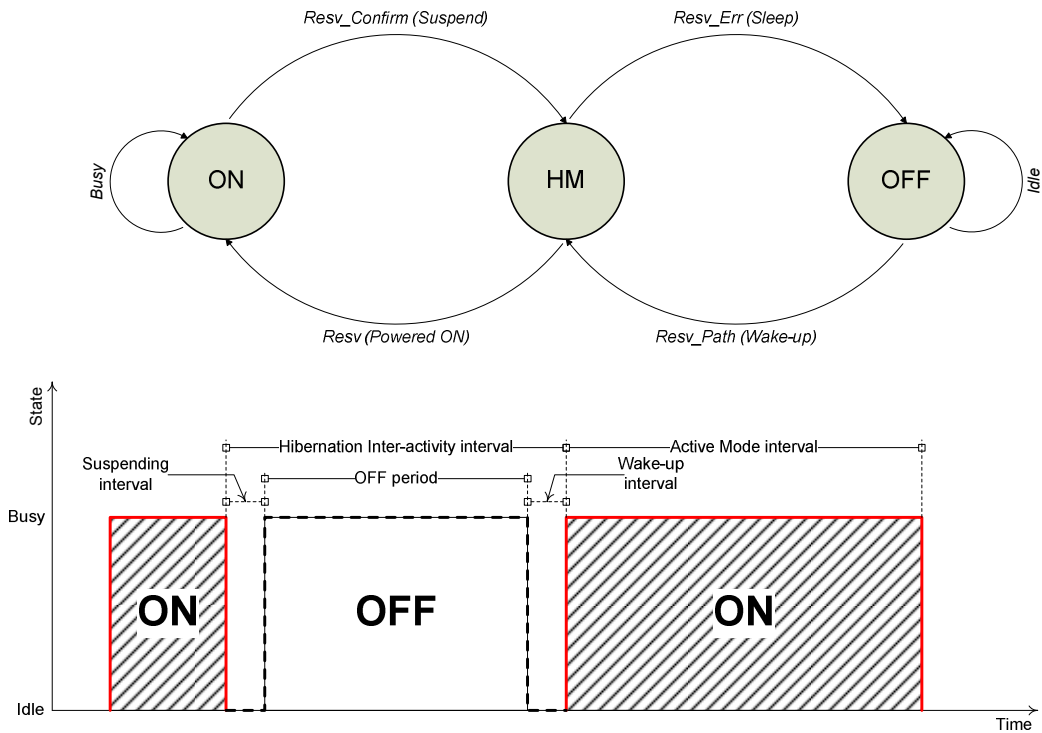 Resv_Confirm (Suspend)
Resv_Err (Sleep)
Busy
ON
HM
OFF
Idle
Resv (Powered ON)
Resv_Path (Wake-up)
State
Hibernation Inter-activity interval
Active Mode interval
Suspending
interval
OFF period
Wake-up
interval
Busy
ON
OFF
ON
Idle
Time